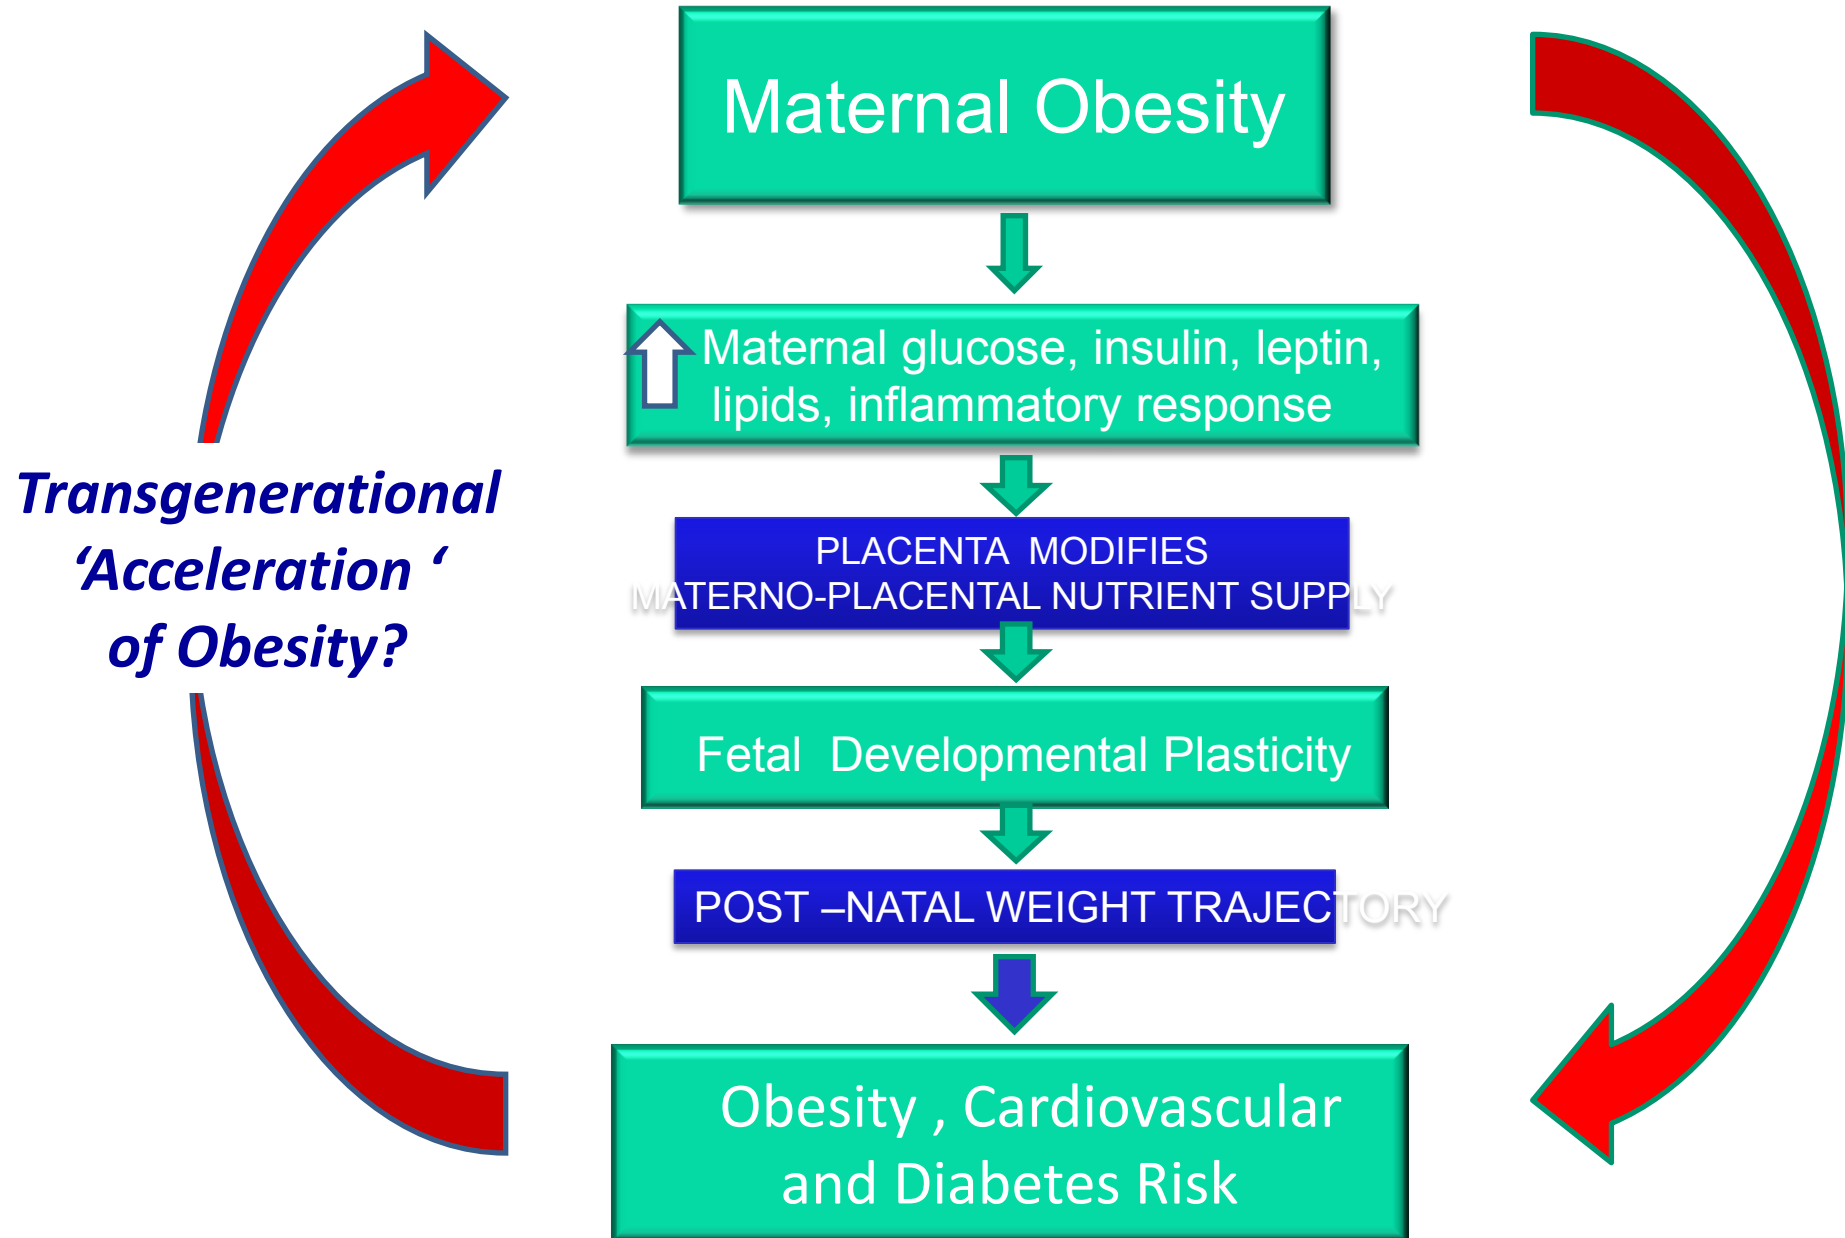 Maternal Obesity
Maternal glucose, insulin, leptin,
lipids, inflammatory response
Transgenerational
‘Acceleration ‘
of Obesity?
PLACENTA  MODIFIES
MATERNO-PLACENTAL NUTRIENT SUPPLY
Fetal  Developmental Plasticity
POST –NATAL WEIGHT TRAJECTORY
Obesity , Cardiovascular
and Diabetes Risk